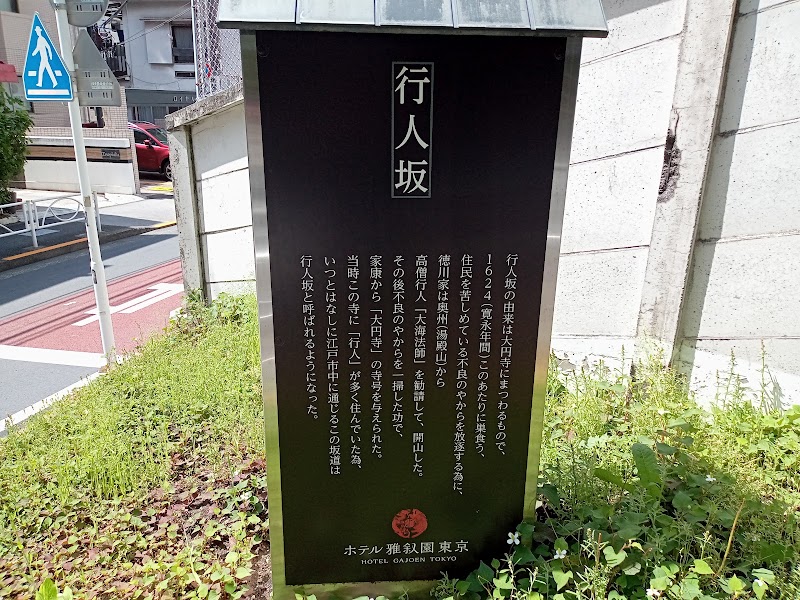 行人坂
行人坂の由来は大円寺にまつわるもので、
1624（寛永年間）このあたりに巣食う、
住民を苦しめている不良のやからを放逐する為に、
徳川家は奥州（湯殿山）から
高僧行人「大海法師」を勧請して、開山した。
その後不良のやからを一掃した功で、
家康から「大円寺」の寺号を与えられた。
当時この寺に「行人」が多く住んでいた為、
いつとはなしに江戸市中に通じるこの坂道は
行人坂と呼ばれるようになった。
ホテル雅叙園東京
HOTEL GAJOEN TOKYO